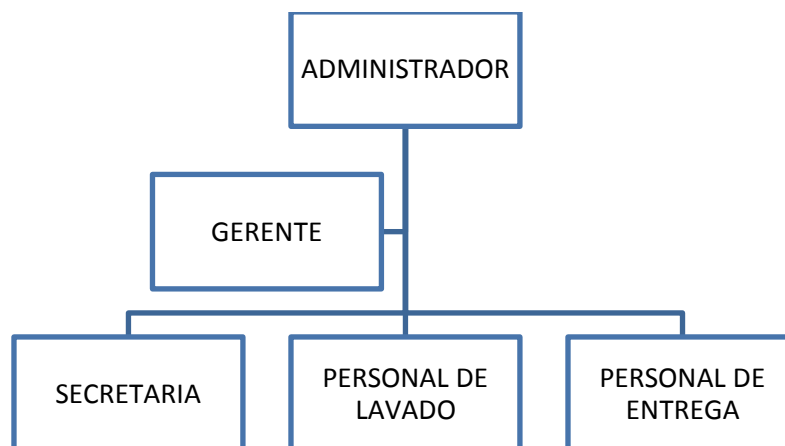 ADMINISTRADOR
GERENTE
SECRETARIA
PERSONAL DE
LAVADO
PERSONAL DE
ENTREGA